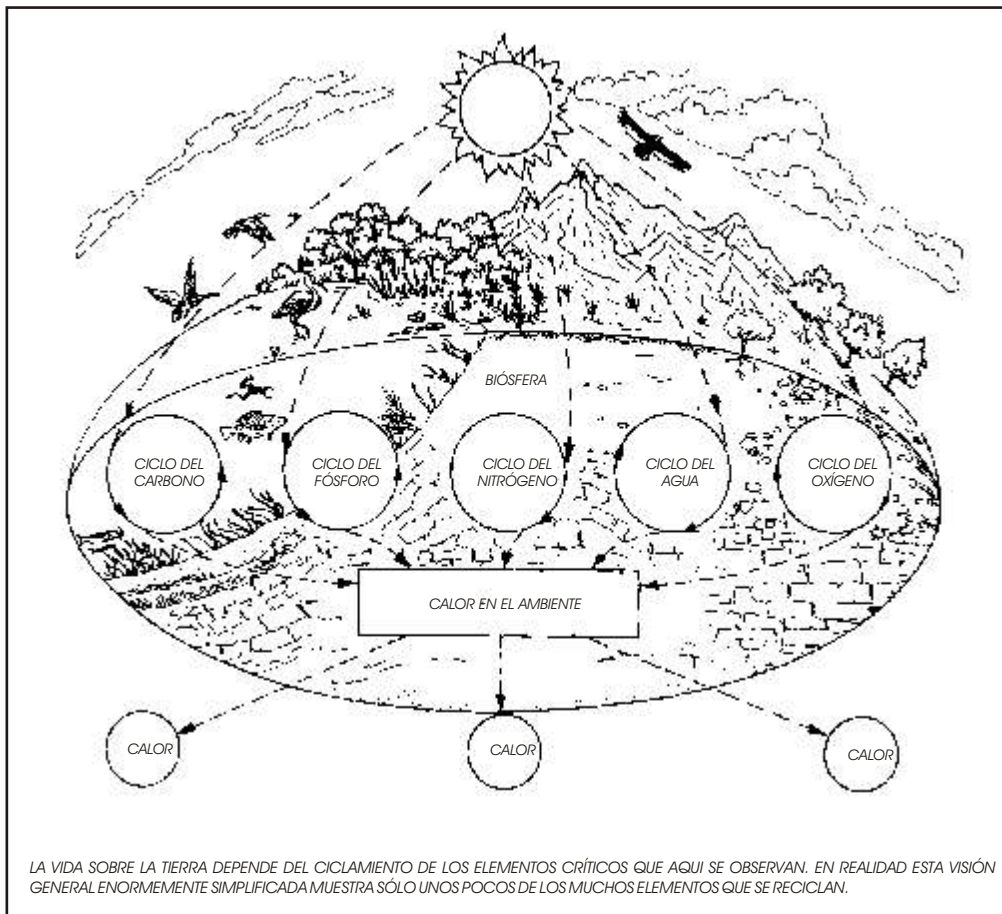 BIÓSFERA
CICLO DEL
CARBONO
CICLO DEL
FÓSFORO
CICLO DEL
NITRÓGENO
CICLO DEL
AGUA
CICLO DEL
OXÍGENO
CALOR EN EL AMBIENTE
CALOR
CALOR
CALOR
LA VIDA SOBRE LA TIERRA DEPENDE DEL CICLAMIENTO DE LOS ELEMENTOS CRÍTICOS QUE AQUI SE OBSERVAN. EN REALIDAD ESTA VISIÓN
GENERAL ENORMEMENTE SIMPLIFICADA MUESTRA SÓLO UNOS POCOS DE LOS MUCHOS ELEMENTOS QUE SE RECICLAN.